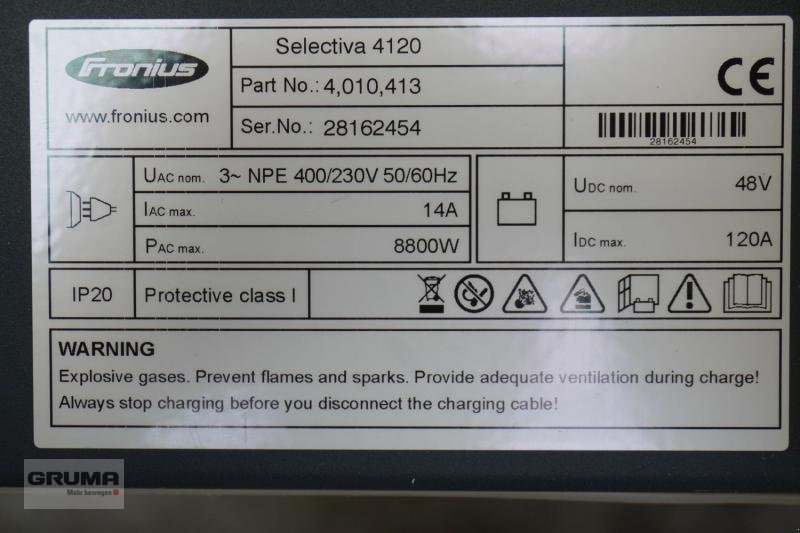 Fronius
www.fronius.com
Selectiva 4120
Part No.: 4,010,413
Ser.No.: 28162454
CE
28162454
UAC nom. 3~ NPE 400/230V 50/60Hz
IAC max. 14A
PAC max. 8800W
UDC nom. 48V
IDC max. 120A
IP20
Protective class I
WARNING
Explosive gases. Prevent flames and sparks. Provide adequate ventilation during charge!
Always stop charging before you disconnect the charging cable!
GRUMA
Mehr bewegen